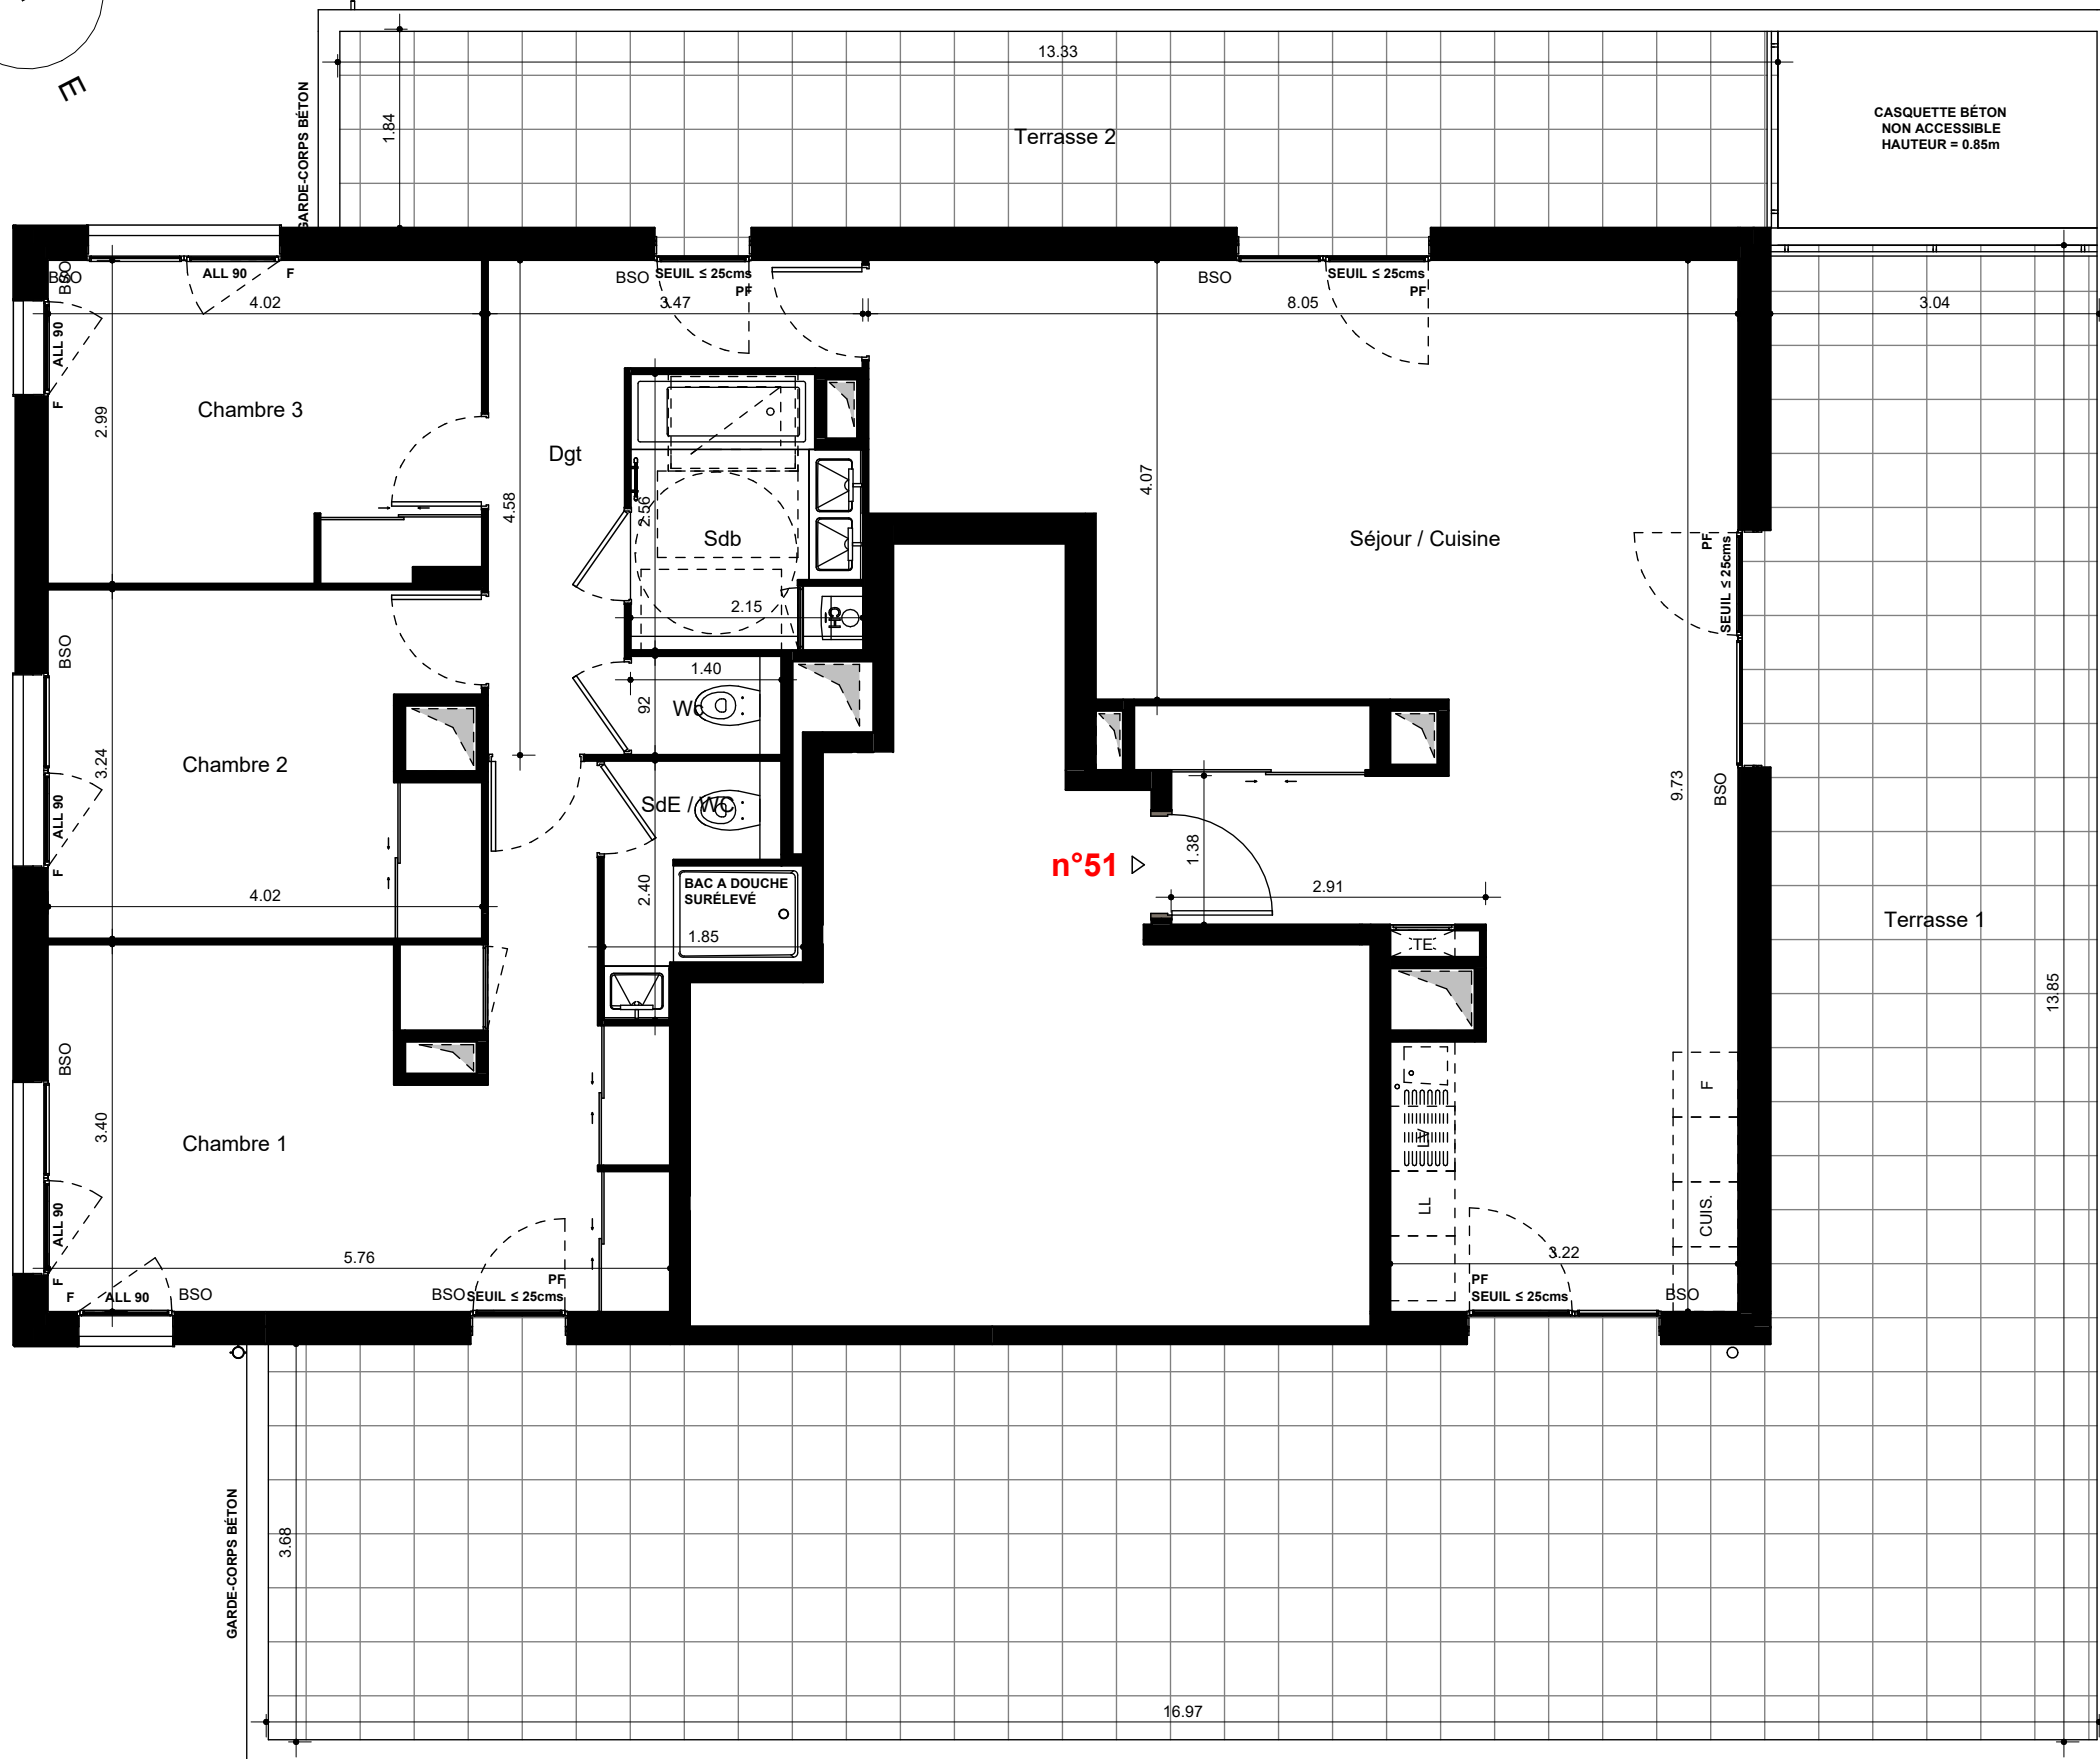 E
13.33
1.84
GARDE-CORPS BÉTON
Terrasse 2
CASQUETTE BÉTON
NON ACCESSIBLE
HAUTEUR = 0.85m
BSO
BSO
ALL 90
F
4.02
ALL 90
F
2.99
Chambre 3
BSO
SEUIL ≤ 25cms
PF
3.47
BSO
SEUIL ≤ 25cms
PF
8.05
3.04
Dgt
4.58
2.56
Sdb
2.15
CH
4.07
Séjour / Cuisine
PF
SEUIL ≤ 25cms
BSO
9.73
BSO
Chambre 2
3.24
ALL 90
F
4.02
1.40
92
Wc
SdE / WC
2.40
BAC A DOUCHE
SURÉLEVÉ
1.85
n°51
1.38
2.91
TE
Terrasse 1
13.85
BSO
3.40
Chambre 1
ALL 90
F
5.76
F
ALL 90
BSO
BSO
SEUIL ≤ 25cms
PF
LV
LL
F
CUIS.
3.22
PF
SEUIL ≤ 25cms
BSO
GARDE-CORPS BÉTON
3.68
16.97